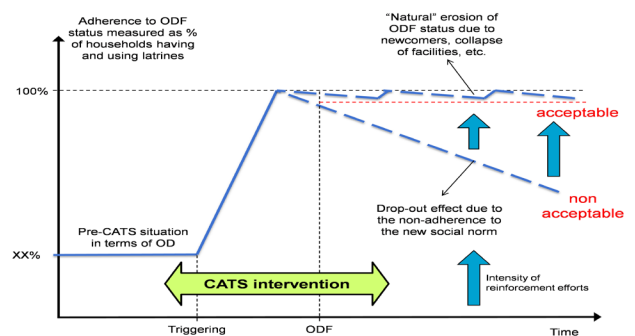 Adherence to ODF
status measured as %
of households having
and using latrines
"Natural" erosion of
ODF status due to
newcomers, collapse
of facilities, etc.
100%
acceptable
non
acceptable
Drop-out effect due to
the non-adherence to
the new social norm
Pre-CATS situation
in terms of OD
XX%
CATS intervention
Intensity of
reinforcement efforts
Triggering
ODF
Time